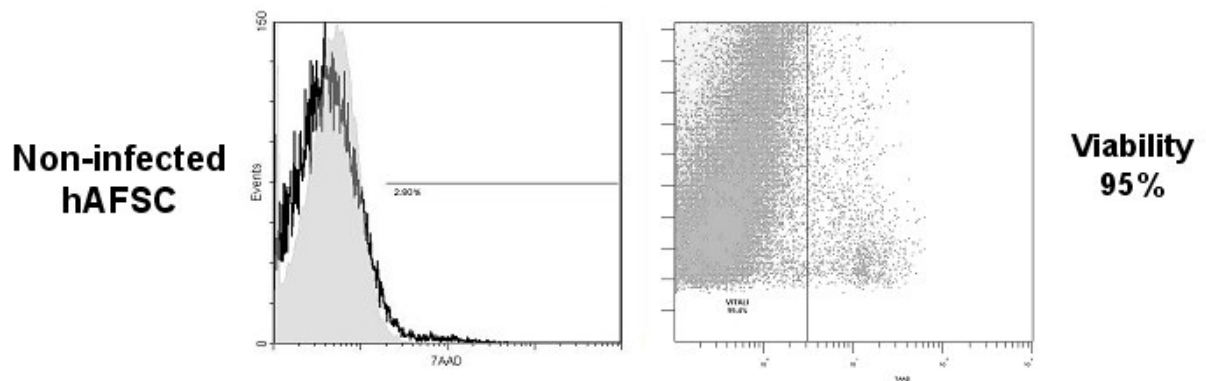 Non-infected
hAFSC
150
Events
0
2.90%
7AAD
VITALI
Viability
95%